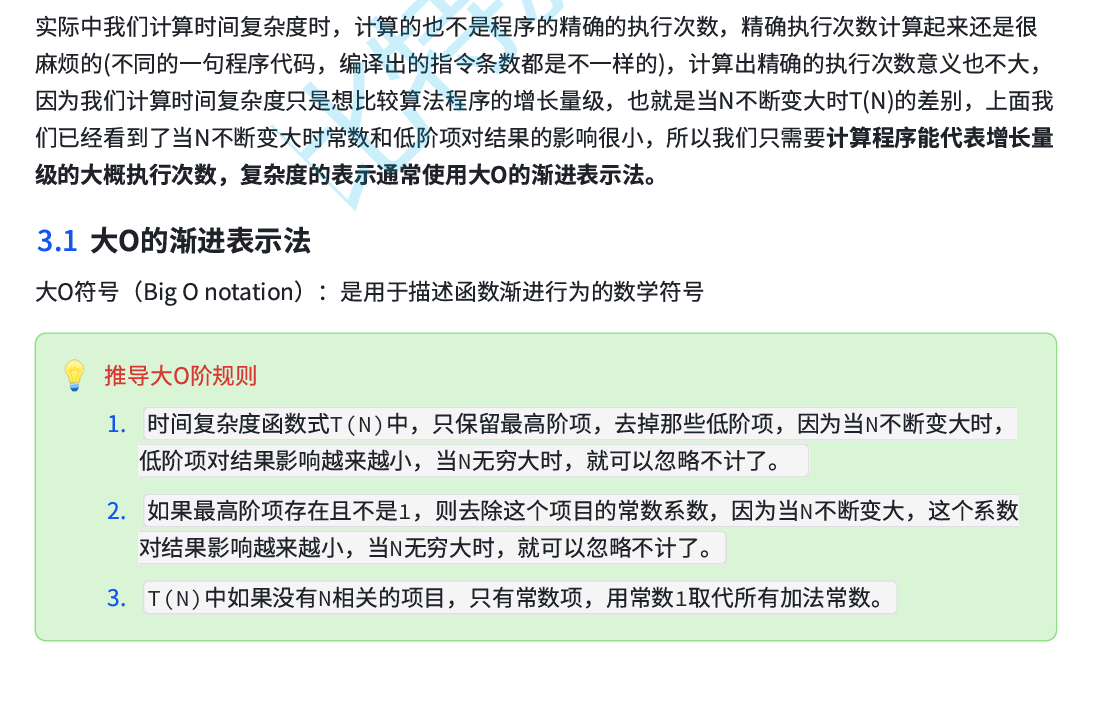 实际中我们计算时间复杂度时，计算的也不是程序的精确的执行次数，精确执行次数计算起来还是很
麻烦的(不同的一句程序代码，编译出的指令条数都是不一样的)，计算出精确的执行次数意义也不大，
因为我们计算时间复杂度只是想比较算法程序的增长量级，也就是当N不断变大时T(N)的差别，上面我
们已经看到了当N不断变大时常数和低阶项对结果的影响很小，所以我们只需要计算程序能代表增长量
级的大概执行次数，复杂度的表示通常使用大O的渐进表示法。
3.1 大O的渐进表示法
大O符号（Big O notation）：是用于描述函数渐进行为的数学符号
推导大O阶规则
1. 时间复杂度函数式T(N)中，只保留最高阶项，去掉那些低阶项，因为当N不断变大时，
低阶项对结果影响越来越小，当N无穷大时，就可以忽略不计了。
2. 如果最高阶项存在且不是1，则去除这个项目的常数系数，因为当N不断变大，这个系数
对结果影响越来越小，当N无穷大时，就可以忽略不计了。
3. T(N)中如果没有N相关的项目，只有常数项，用常数1取代所有加法常数。
比特